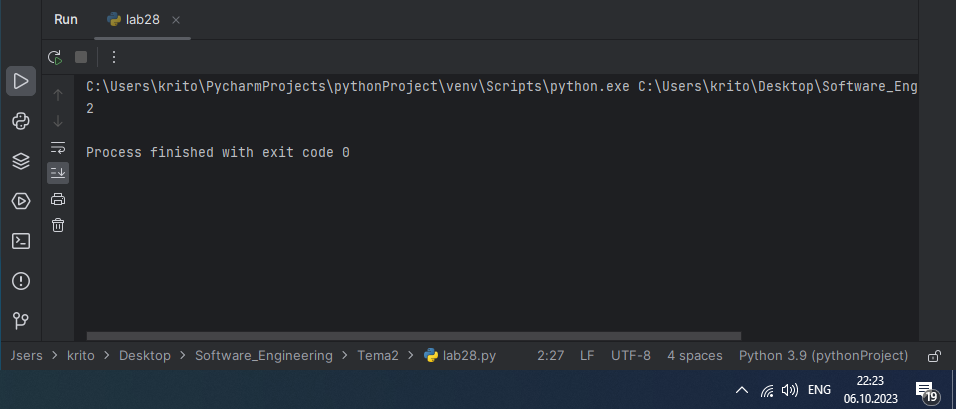 Run lab28
C:\Users\krito\PycharmProjects\pythonProject\venv\Scripts\python.exe C:\Users\krito\Desktop\Software_Eng
2
Process finished with exit code 0
Jsers > krito > Desktop > Software_Engineering > Tema2 > lab28.py 2:27 LF UTF-8 4 spaces Python 3.9 (pythonProject)
ENG 22:23
06.10.2023 19